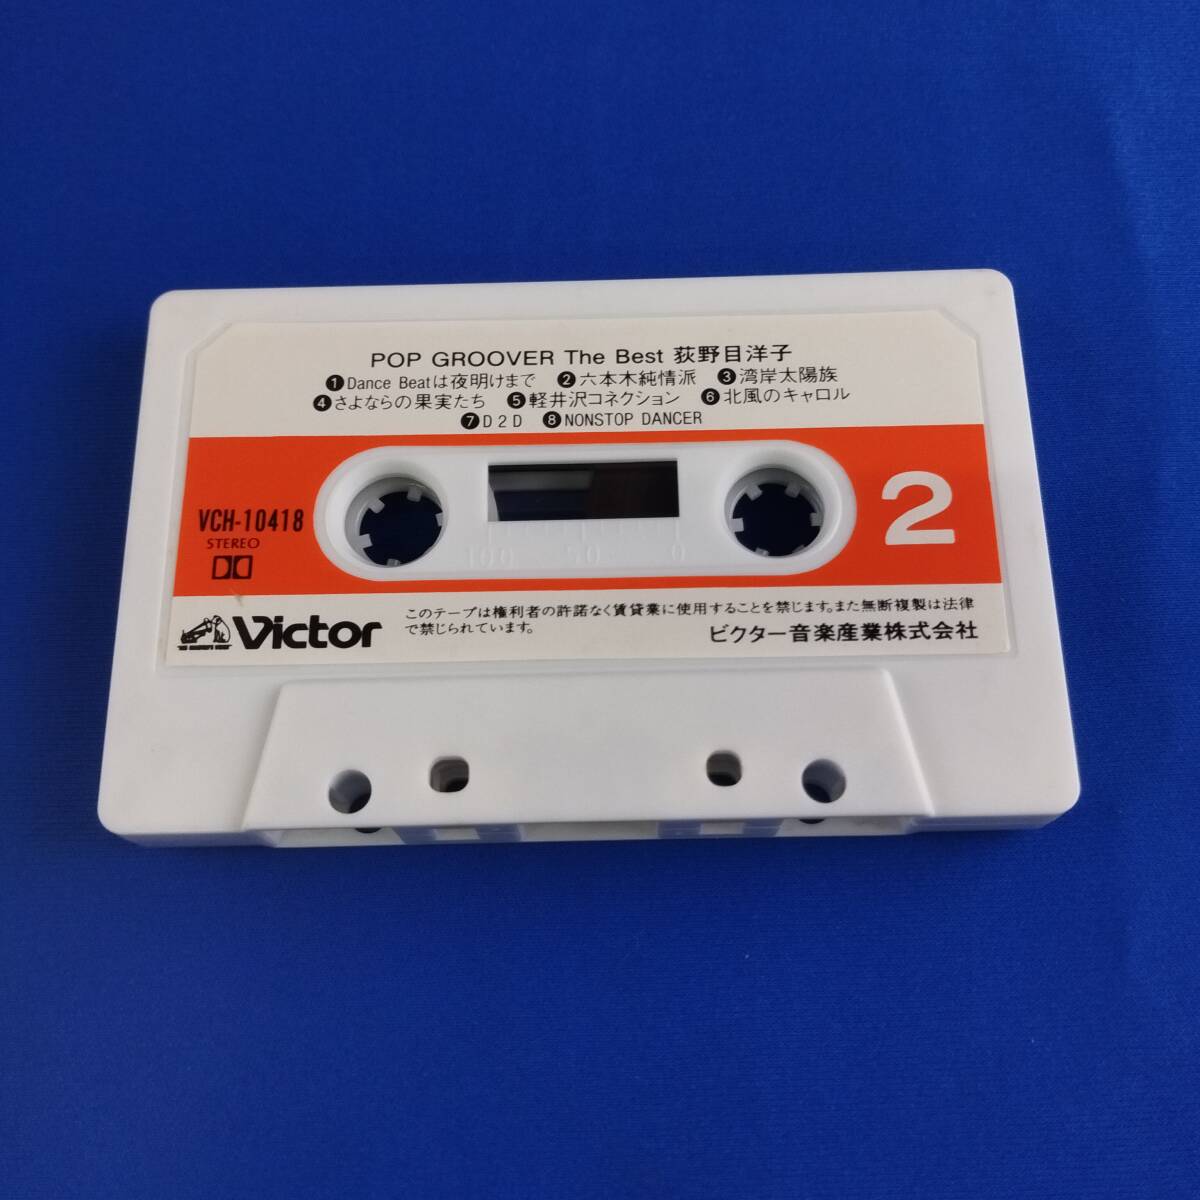 POP GROOVER The Best 荻野目洋子
❶Dance Beatは夜明けまで ❷六本木純情派 ❸湾岸太陽族
❹さよならの果実たち ❺軽井沢コネクション ❻北風のキャロル
❼D2D ❽NONSTOP DANCER
VCH-10418
STEREO
2
100 50 0
Victor
このテープは権利者の許諾なく賃貸業に使用することを禁じます。また無断複製は法律
で禁じられています。
ビクター音楽産業株式会社